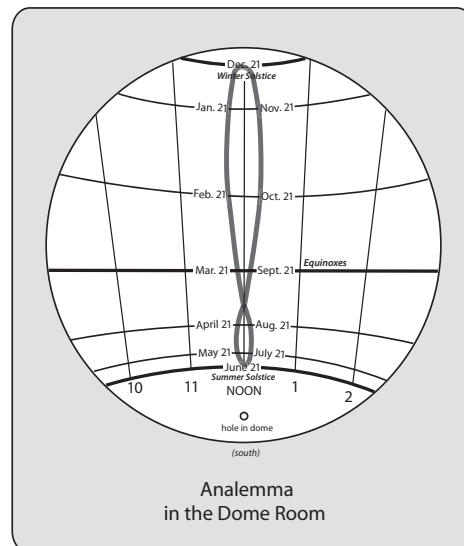 Dec. 21
Winter Solstice
Jan. 21 Nov. 21
Feb. 21 Oct. 21
Equinoxes
Mar. 21 Sept. 21
April 21 Aug. 21
May 21 July 21
June 21
Summer Solstice
10 11 NOON 1 2
hole in dome
(south)
Analemma
in the Dome Room